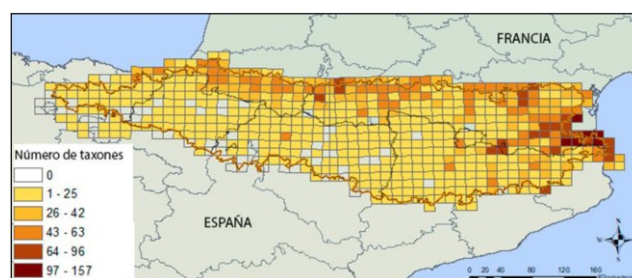 FRANCIA
Número de taxones
0
1 - 25
26 - 42
43 - 63
64 - 96
97 - 157
ESPAÑA
N
0 20 40 80 120 160